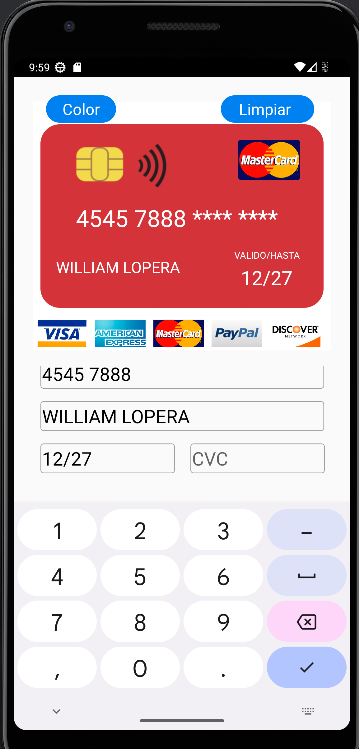 9:59
Color Limpiar
MasterCard
4545 7888 **** ****
VALIDO/HASTA
WILLIAM LOPERA
12/27
VISA AMERICAN EXPRESS MasterCard PayPal DISCOVER NETWORK
4545 7888
WILLIAM LOPERA
12/27 CVC
1 2 3 –
4 5 6
7 8 9
, 0 .